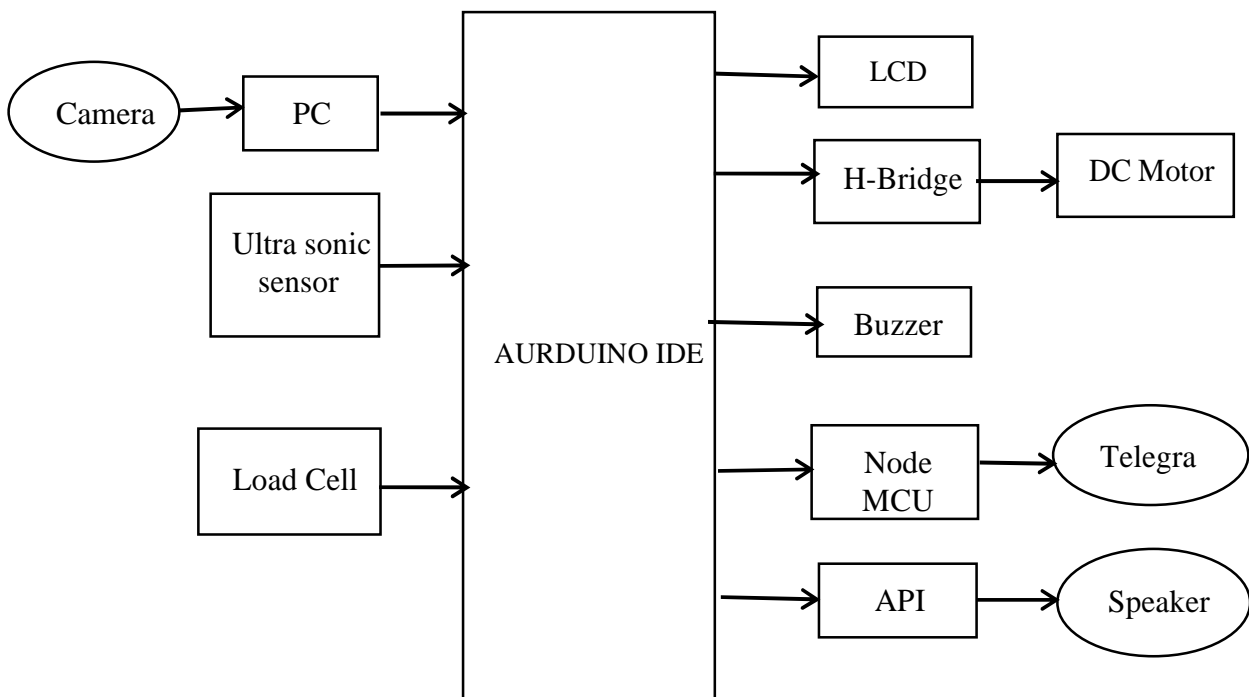 Camera
PC
Ultra sonic
sensor
Load Cell
AURDUINO IDE
LCD
H-Bridge
DC Motor
Buzzer
Node
MCU
Telegra
API
Speaker